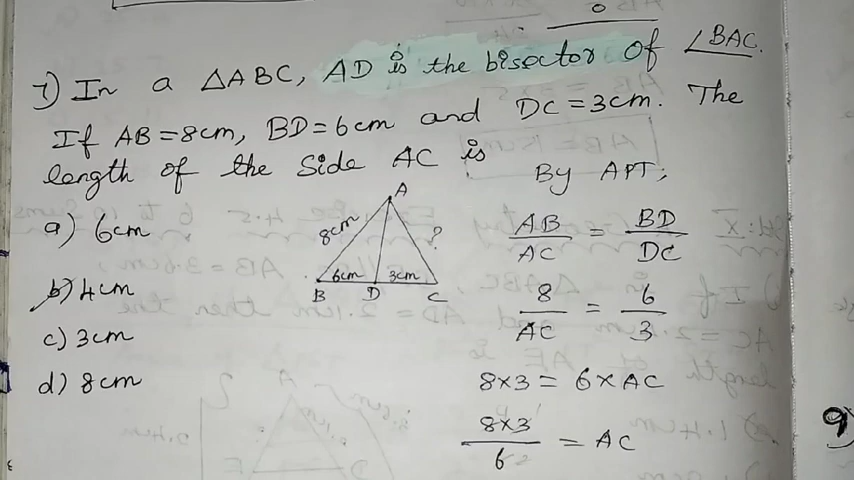 7) In a △ABC, AD is the bisector of ∠BAC.
If AB = 8cm, BD = 6cm and DC = 3cm. The
length of the side AC is
By APT;
a) 6cm
b) 4cm
c) 3cm
d) 8cm
A
8cm
?
6cm 3cm
B D C
AB/AC = BD/DC
8/AC = 6/3
8×3 = 6×AC
8×3/6 = AC
9)